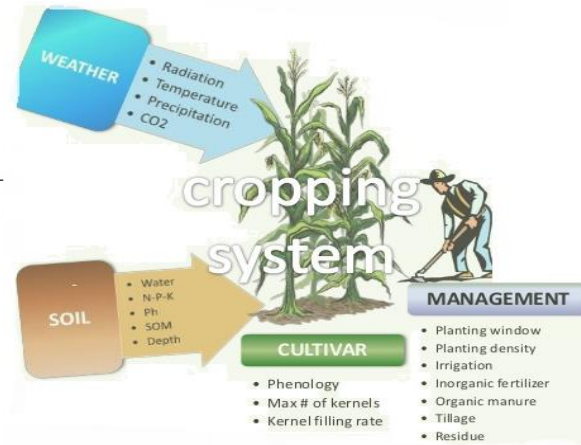 WEATHER
• Radiation
• Temperature
• Precipitation
• CO2
cropping
system
SOIL
• Water
• N-P-K
• Ph
• SOM
• Depth
CULTIVAR
• Phenology
• Max # of kernels
• Kernel filling rate
MANAGEMENT
• Planting window
• Planting density
• Irrigation
• Inorganic fertilizer
• Organic manure
• Tillage
• Residue